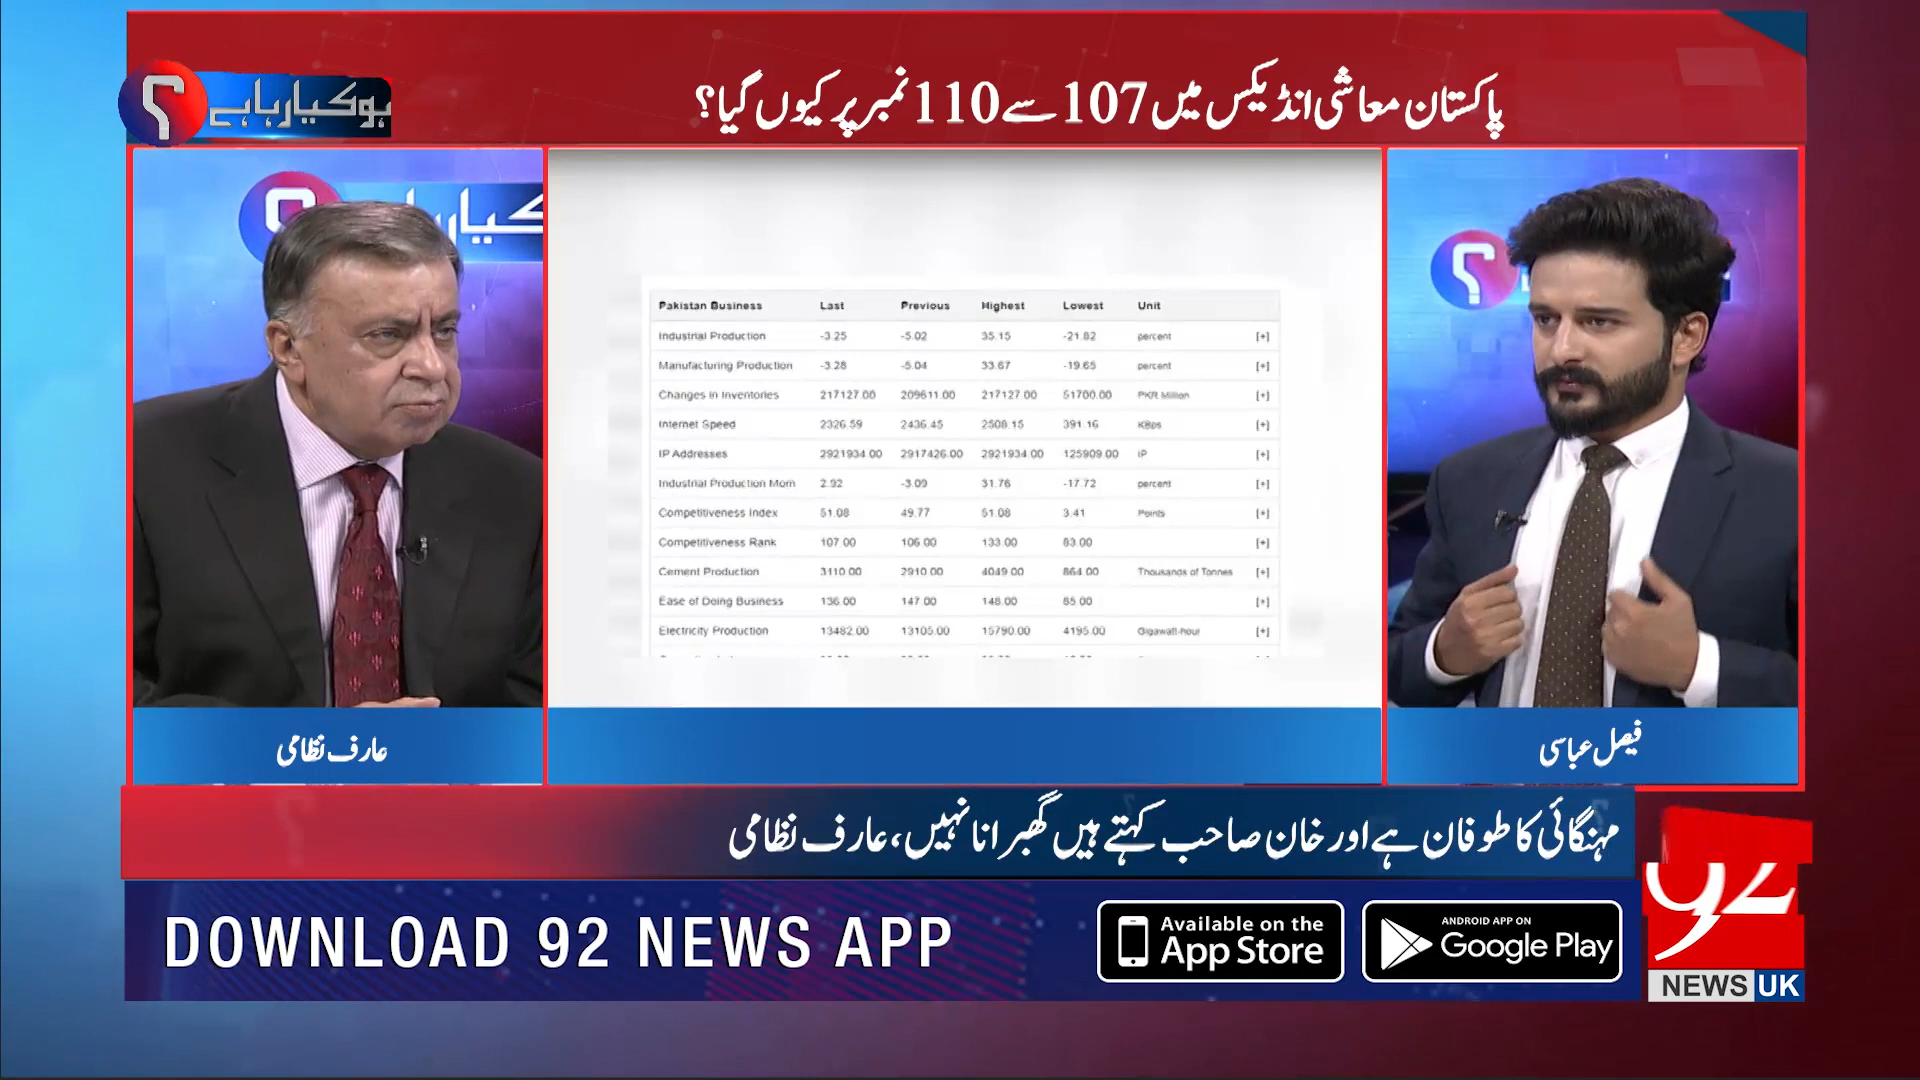 پاکستان معاشی انڈیکس میں 107 سے 110 نمبر پر کیوں گیا؟
ہو کیا رہا ہے؟
Pakistan Business Last Previous Highest Lowest Unit
Industrial Production -3.25 -5.02 35.15 -21.82 percent [+]
Manufacturing Production -3.28 -5.04 33.67 -19.65 percent [+]
Changes in Inventories 217127.00 209611.00 217127.00 51700.00 PKR Million [+]
Internet Speed 2326.59 2436.45 2508.15 391.16 KBps [+]
IP Addresses 2921934.00 2917426.00 2921934.00 125909.00 IP [+]
Industrial Production Mom 2.92 -3.09 31.76 -17.72 percent [+]
Competitiveness Index 51.08 49.77 51.08 3.41 Points [+]
Competitiveness Rank 107.00 106.00 133.00 83.00 [+]
Cement Production 3110.00 2910.00 4049.00 864.00 Thousands of Tonnes [+]
Ease of Doing Business 136.00 147.00 148.00 85.00 [+]
Electricity Production 13482.00 13105.00 15790.00 4195.00 Gigawatt-hour [+]
عارف نظامی
فیصل عباسی
مہنگائی کا طوفان ہے اور خان صاحب کہتے ہیں گھبرانا نہیں، عارف نظامی
DOWNLOAD 92 NEWS APP
Available on the
App Store
ANDROID APP ON
Google Play
92
NEWS UK